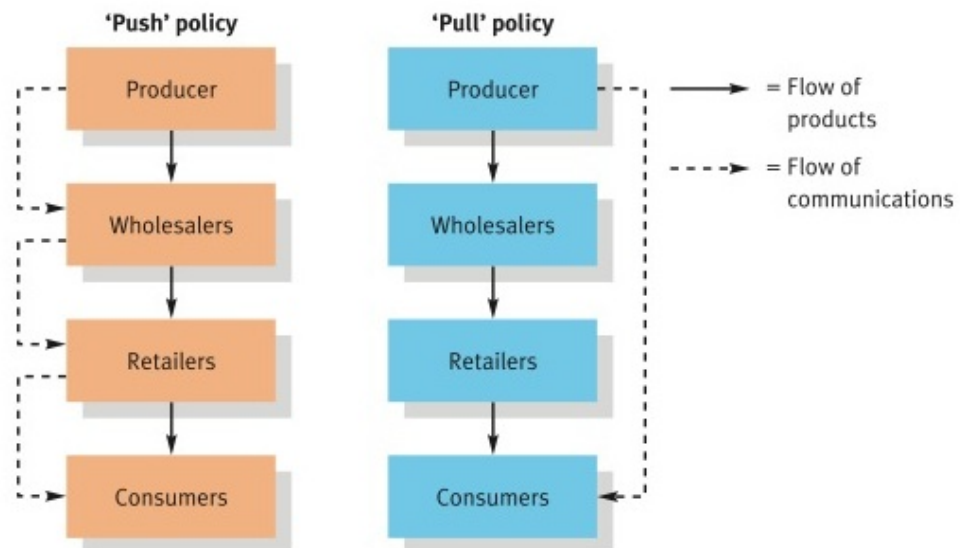 ‘Push’ policy
Producer
Wholesalers
Retailers
Consumers
‘Pull’ policy
Producer
Wholesalers
Retailers
Consumers
= Flow of
products
= Flow of
communications